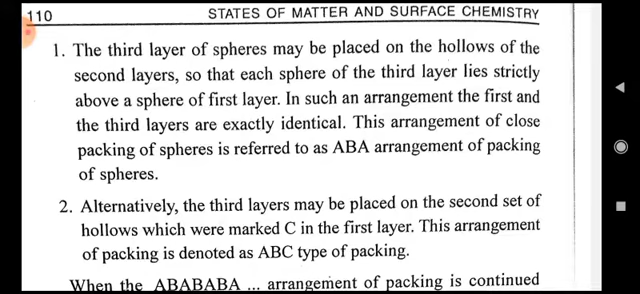 110 STATES OF MATTER AND SURFACE CHEMISTRY
1. The third layer of spheres may be placed on the hollows of the
second layers, so that each sphere of the third layer lies strictly
above a sphere of first layer. In such an arrangement the first and
the third layers are exactly identical. This arrangement of close
packing of spheres is referred to as ABA arrangement of packing
of spheres.
2. Alternatively, the third layers may be placed on the second set of
hollows which were marked C in the first layer. This arrangement
of packing is denoted as ABC type of packing.
When the ABABABA ... arrangement of packing is continued